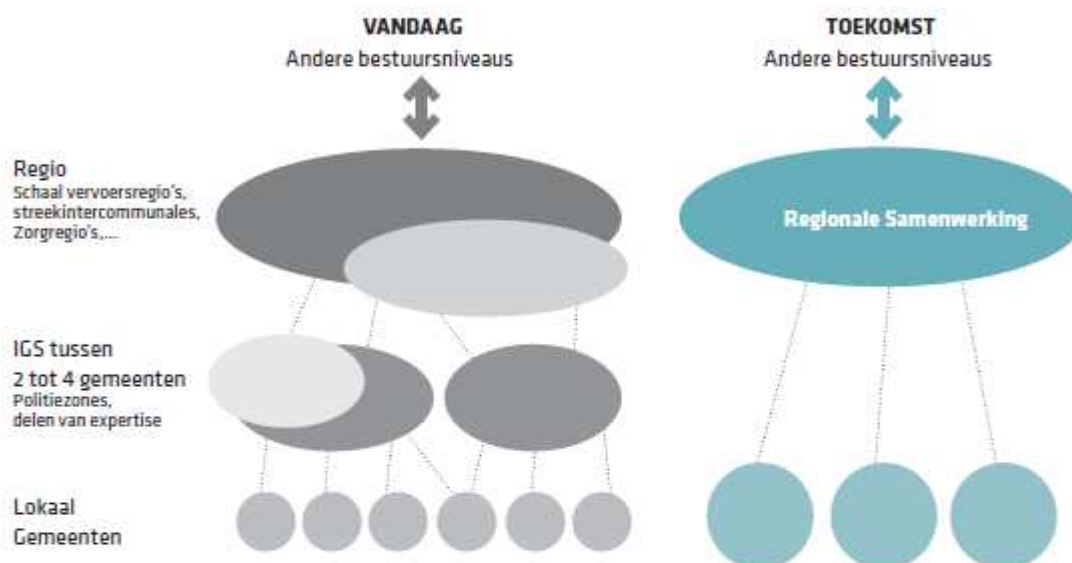 VANDAAG
Andere bestuursniveaus
TOEKOMST
Andere bestuursniveaus
Regio
Schaal vervoersregio's,
streekintercommunales,
Zorgregio's,...
Regionale Samenwerking
IGS tussen
2 tot 4 gemeenten
Politiezones,
delen van expertise
Lokaal
Gemeenten